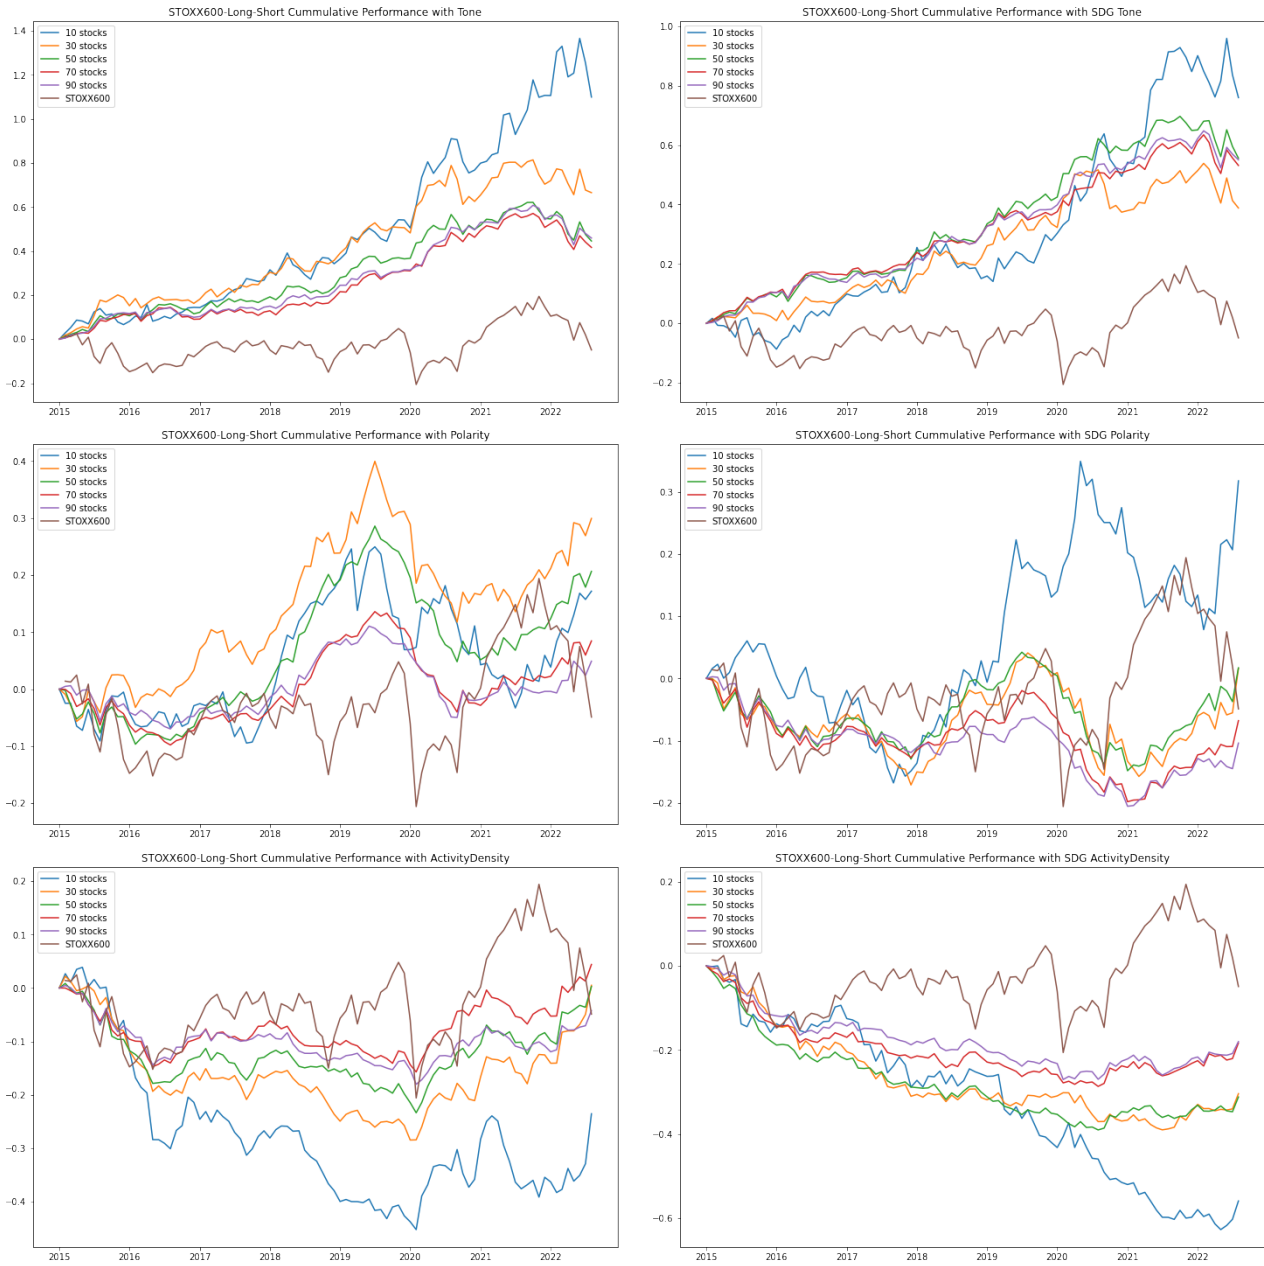 STOXX600-Long-Short Cummulative Performance with Tone
10 stocks
30 stocks
50 stocks
70 stocks
90 stocks
STOXX600
1.4
1.2
1.0
0.8
0.6
0.4
0.2
0.0
−0.2
2015 2016 2017 2018 2019 2020 2021 2022
STOXX600-Long-Short Cummulative Performance with SDG Tone
10 stocks
30 stocks
50 stocks
70 stocks
90 stocks
STOXX600
1.0
0.8
0.6
0.4
0.2
0.0
−0.2
2015 2016 2017 2018 2019 2020 2021 2022
STOXX600-Long-Short Cummulative Performance with Polarity
10 stocks
30 stocks
50 stocks
70 stocks
90 stocks
STOXX600
0.4
0.3
0.2
0.1
0.0
−0.1
−0.2
2015 2016 2017 2018 2019 2020 2021 2022
STOXX600-Long-Short Cummulative Performance with SDG Polarity
10 stocks
30 stocks
50 stocks
70 stocks
90 stocks
STOXX600
0.3
0.2
0.1
0.0
−0.1
−0.2
2015 2016 2017 2018 2019 2020 2021 2022
STOXX600-Long-Short Cummulative Performance with ActivityDensity
10 stocks
30 stocks
50 stocks
70 stocks
90 stocks
STOXX600
0.2
0.1
0.0
−0.1
−0.2
−0.3
−0.4
2015 2016 2017 2018 2019 2020 2021 2022
STOXX600-Long-Short Cummulative Performance with SDG ActivityDensity
10 stocks
30 stocks
50 stocks
70 stocks
90 stocks
STOXX600
0.2
0.0
−0.2
−0.4
−0.6
2015 2016 2017 2018 2019 2020 2021 2022